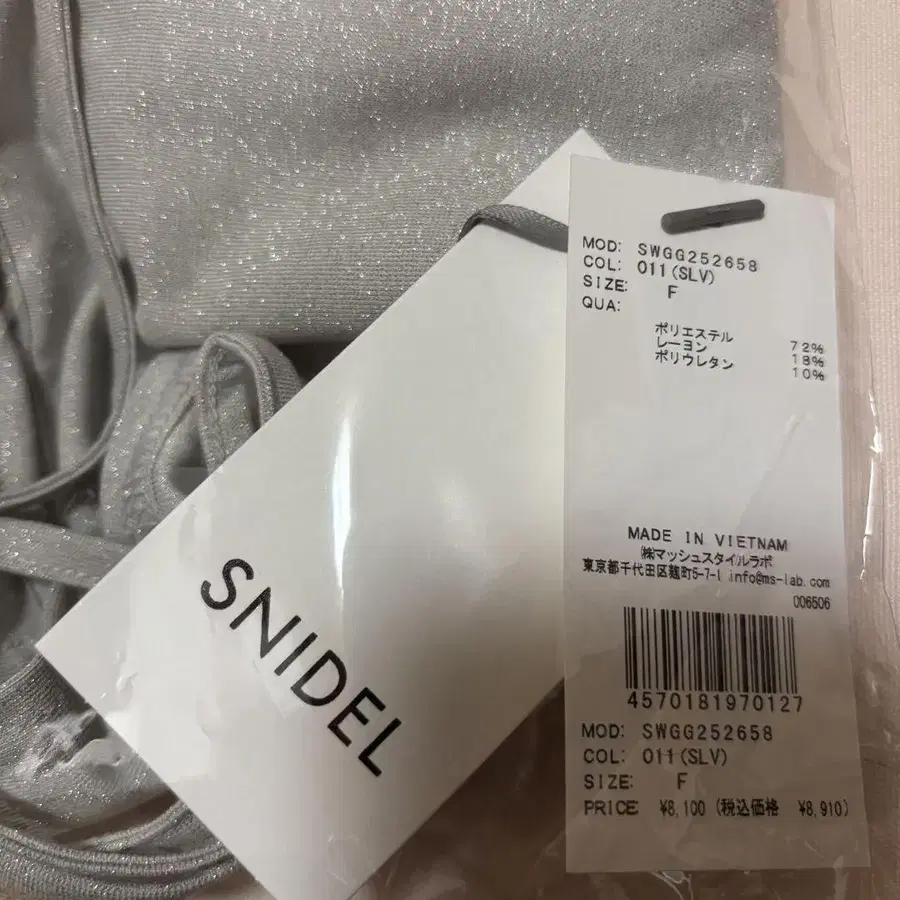 SNIDEL
MOD: SWGG252658
COL: 011(SLV)
SIZE: F
QUA:
ポリエステル 72%
レーヨン 18%
ポリウレタン 10%
MADE IN VIETNAM
㈱マッシュスタイルラボ
東京都千代田区麹町5-7-1 info@ms-lab.com
006506
4570181970127
MOD: SWGG252658
COL: 011(SLV)
SIZE: F
PRICE ¥8,100 (税込価格 ¥8,910)